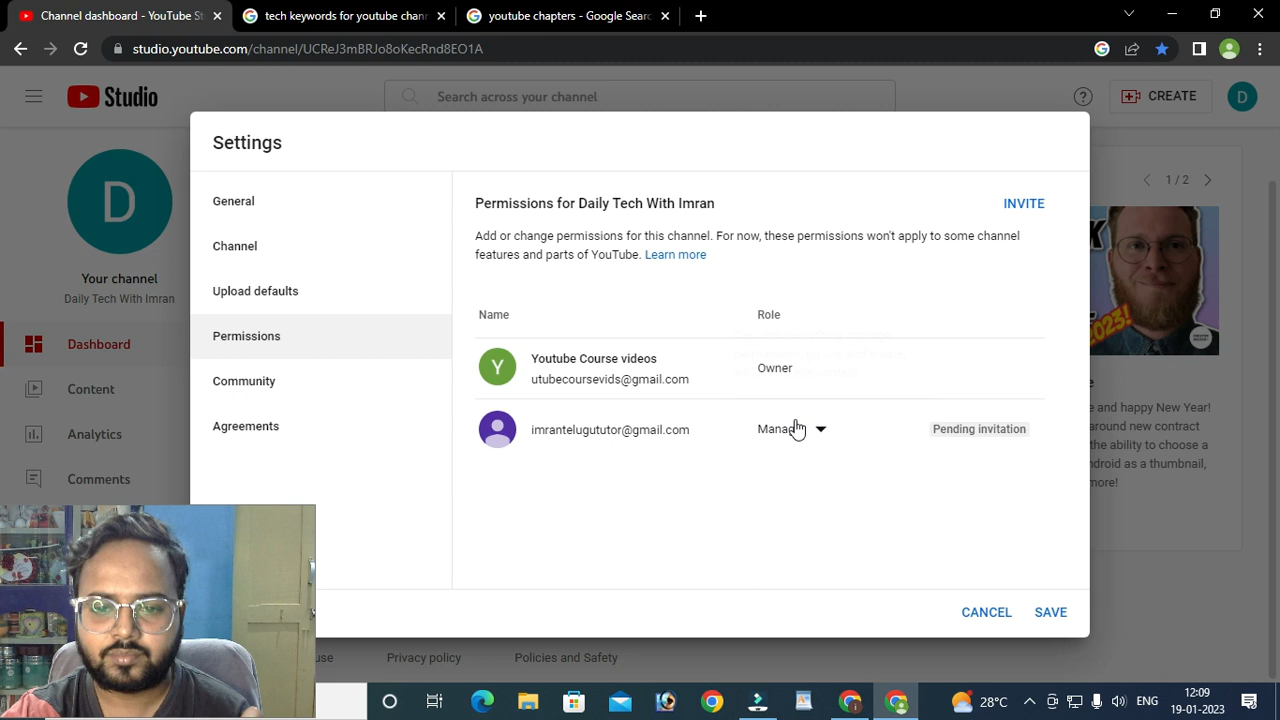 Channel dashboard - YouTube S
tech keywords for youtube chan
youtube chapters - Google Searc
studio.youtube.com/channel/UCReJ3mBRJo8oKecRnd8EO1A
Studio
Search across your channel
CREATE
D
Settings
D
Your channel
Daily Tech With Imran
Dashboard
Content
Analytics
Comments
General
Channel
Upload defaults
Permissions
Community
Agreements
Permissions for Daily Tech With Imran
INVITE
Add or change permissions for this channel. For now, these permissions won't apply to some channel
features and parts of YouTube. Learn more
Name Role
Y
Youtube Course videos
utubecoursevids@gmail.com
Owner
imrantelugututor@gmail.com
Pending invitation
CANCEL SAVE
1 / 2
K
2023!
e
e and happy New Year!
around new contract
the ability to choose a
ndroid as a thumbnail,
more!
use
Privacy policy
Policies and Safety
28°C
ENG
12:09
19-01-2023